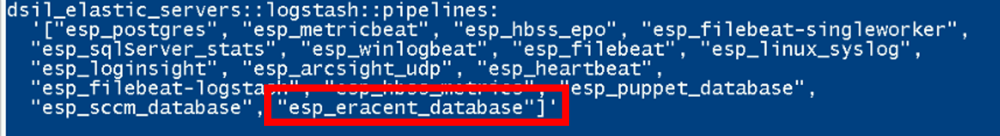 dsil_elastic_servers::logstash::pipelines:
'["esp_postgres", "esp_metricbeat", "esp_hbss_epo", "esp_filebeat-singleworker",
"esp_sqlServer_stats", "esp_winlogbeat", "esp_filebeat", "esp_linux_syslog",
"esp_loginsight", "esp_arcsight_udp", "esp_heartbeat",
"esp_filebeat-logstash", "esp_hbss_metrics", "esp_puppet_database",
"esp_sccm_database", "esp_eracent_database"]'